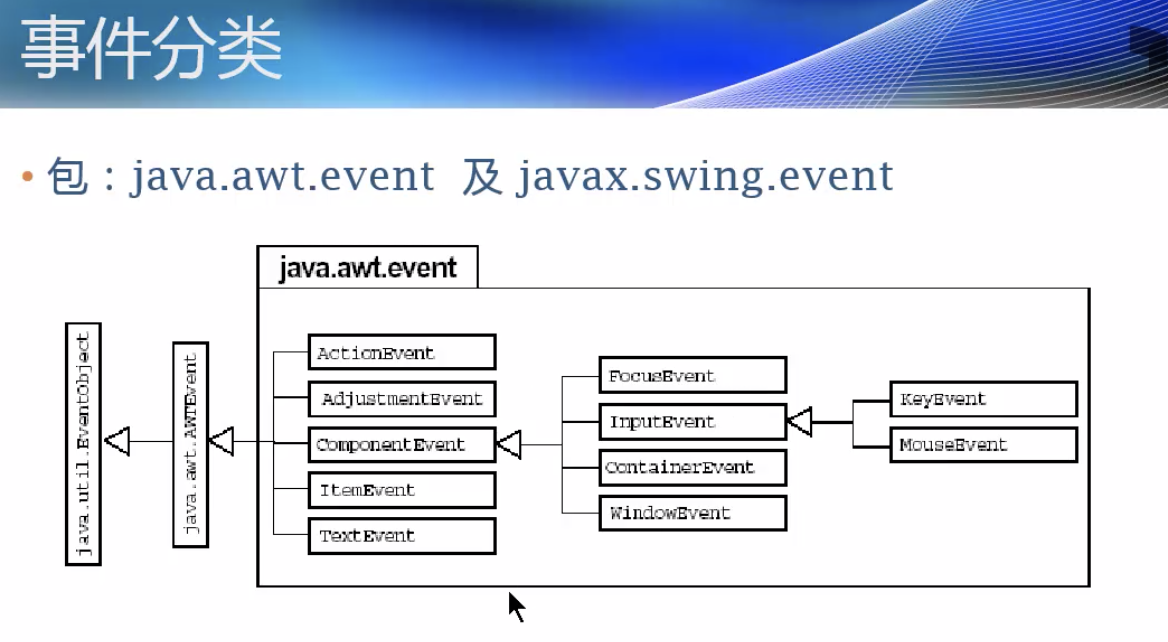 事件分类
• 包：java.awt.event 及 javax.swing.event
java.awt.event
java.util.EventObject
java.awt.AWTEvent
ActionEvent
AdjustmentEvent
ComponentEvent
ItemEvent
TextEvent
FocusEvent
InputEvent
ContainerEvent
WindowEvent
KeyEvent
MouseEvent